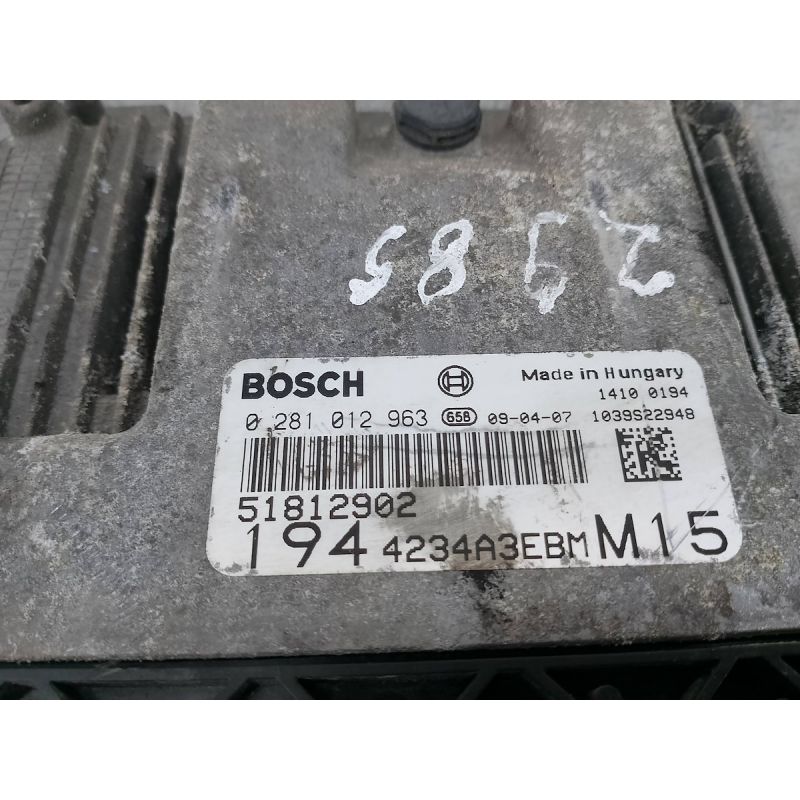 2985
BOSCH Made in Hungary
1410 0194
0 281 012 963 658 09-04-07 1039S22948
51812902
194 4234A3EBM M15